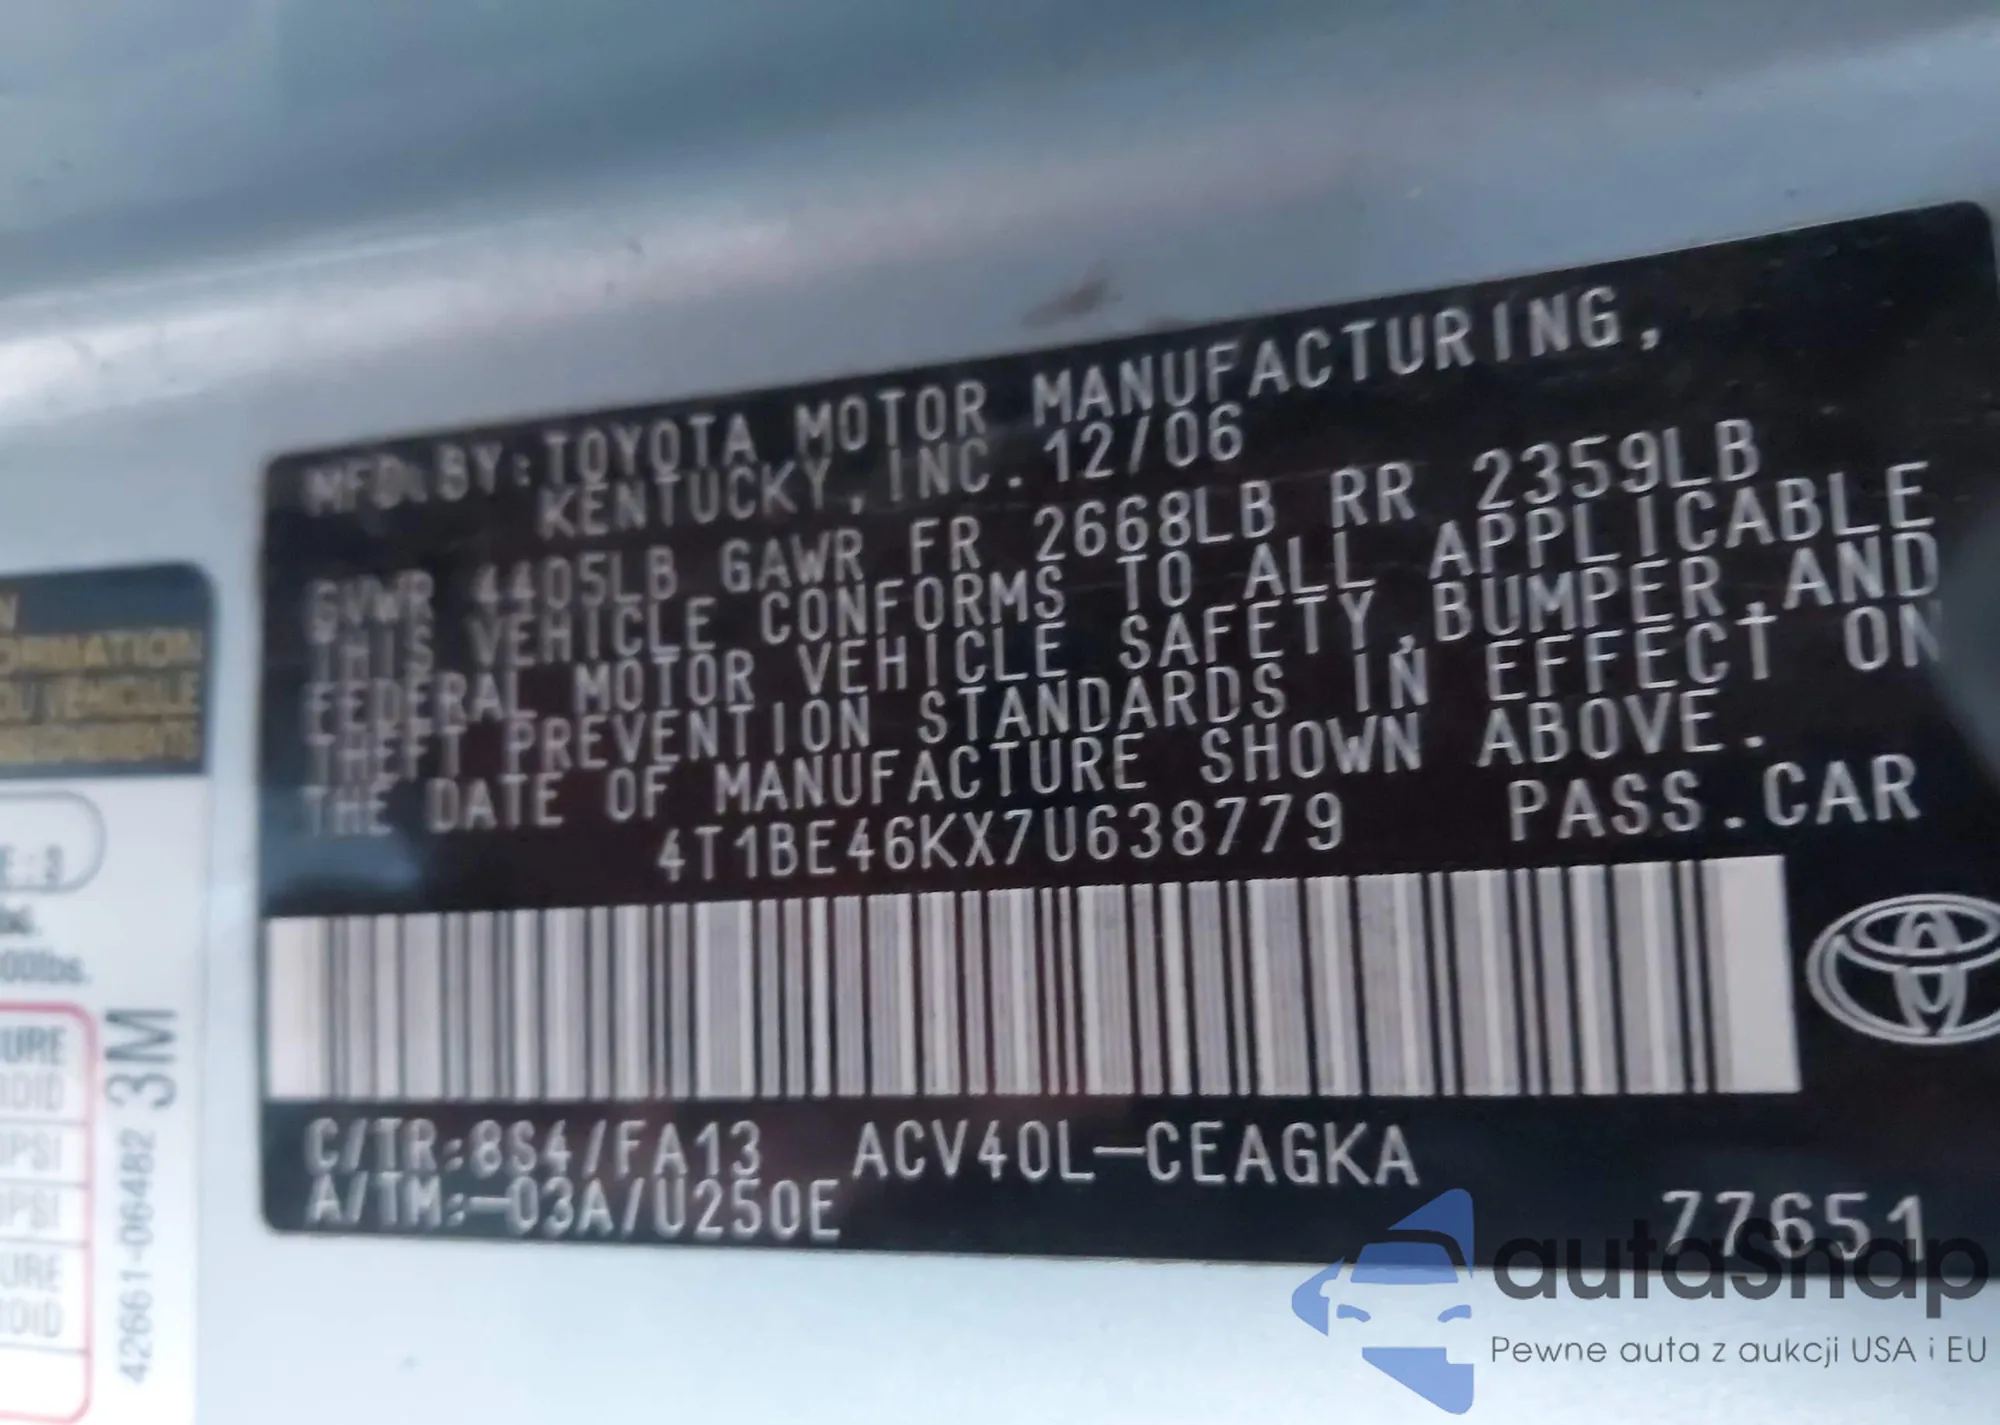 MFD.BY:TOYOTA MOTOR MANUFACTURING,
KENTUCKY, INC. 12/06
GVWR 4405LB GAWR FR 2668LB RR 2359LB
THIS VEHICLE CONFORMS TO ALL APPLICABLE
FEDERAL MOTOR VEHICLE SAFETY,BUMPER,AND
THEFT PREVENTION STANDARDS IN EFFECT ON
THE DATE OF MANUFACTURE SHOWN ABOVE.
4T1BE46KX7U638779 PASS.CAR
C/TR:8S4/FA13 ACV40L-CEAGKA
A/TM:-03A/U250E
77651
3M
42661-06482
autaSnap
Pewne auta z aukcji USA i EU